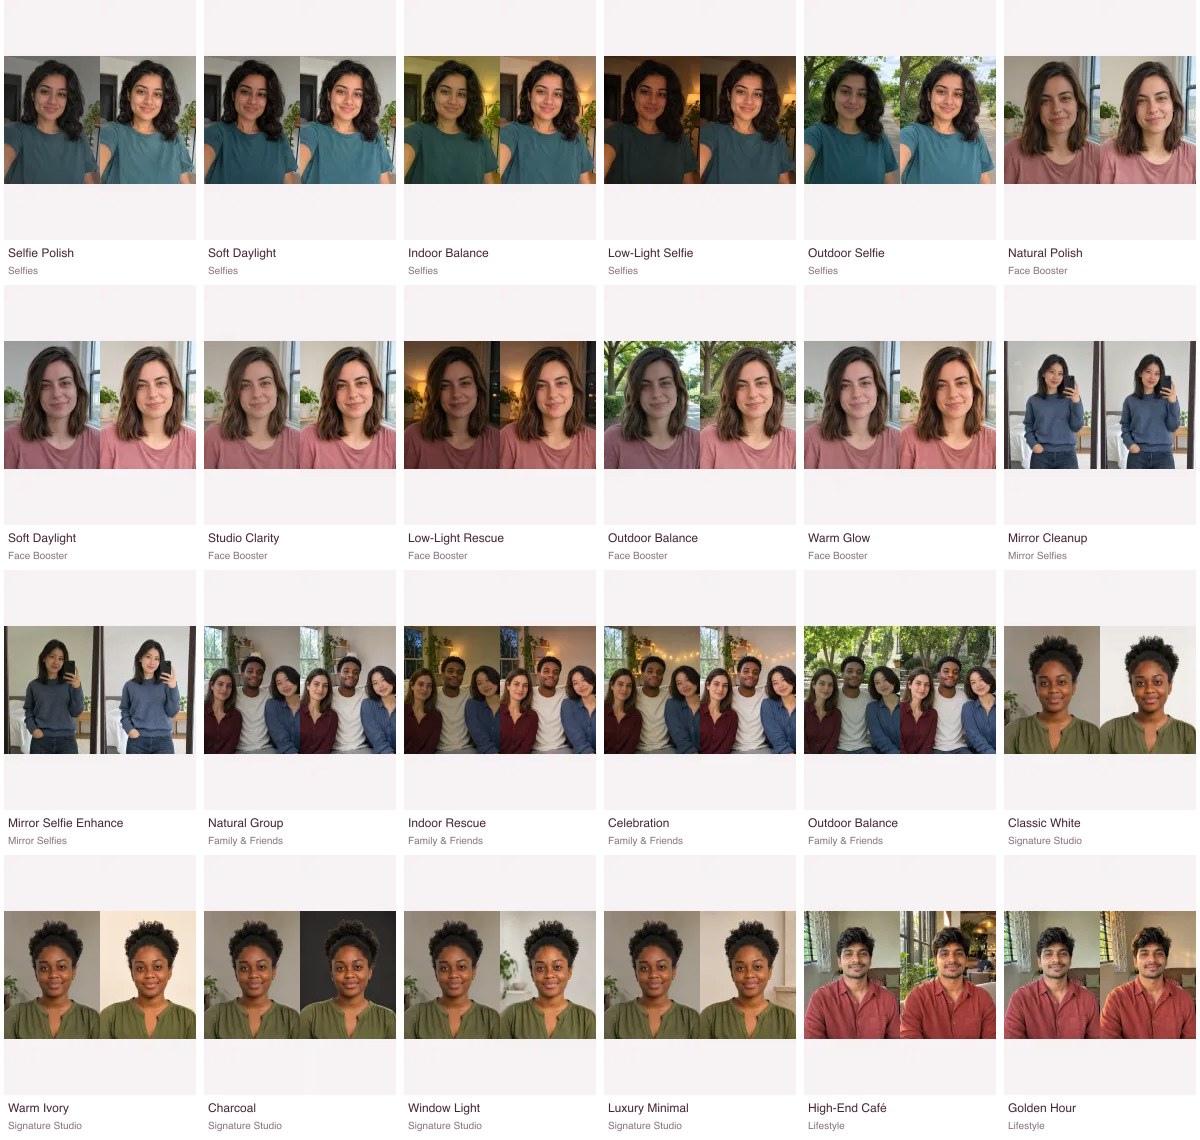 Selfie Polish
Selfies
Soft Daylight
Selfies
Indoor Balance
Selfies
Low-Light Selfie
Selfies
Outdoor Selfie
Selfies
Natural Polish
Face Booster
Soft Daylight
Face Booster
Studio Clarity
Face Booster
Low-Light Rescue
Face Booster
Outdoor Balance
Face Booster
Warm Glow
Face Booster
Mirror Cleanup
Mirror Selfies
Mirror Selfie Enhance
Mirror Selfies
Natural Group
Family & Friends
Indoor Rescue
Family & Friends
Celebration
Family & Friends
Outdoor Balance
Family & Friends
Classic White
Signature Studio
Warm Ivory
Signature Studio
Charcoal
Signature Studio
Window Light
Signature Studio
Luxury Minimal
Signature Studio
High-End Café
Lifestyle
Golden Hour
Lifestyle